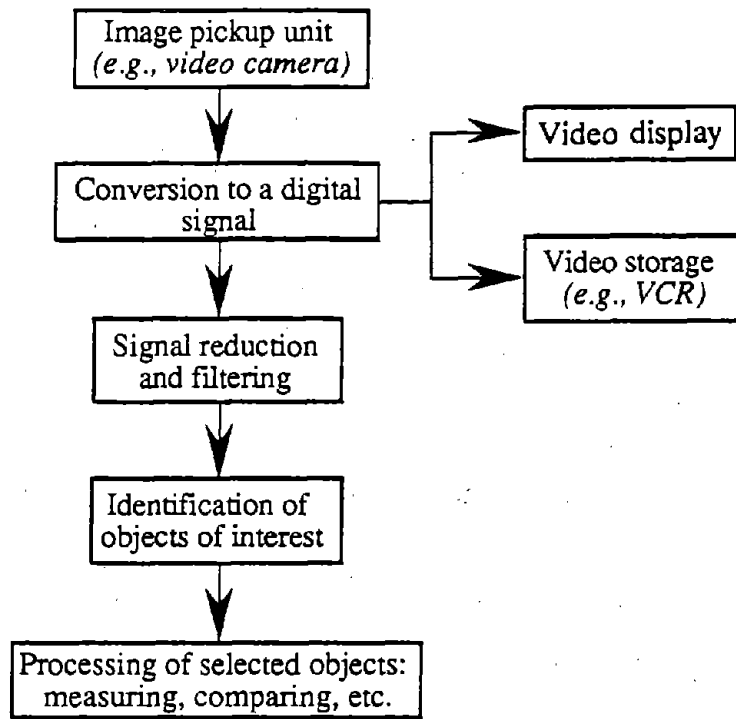 Image pickup unit
(e.g., video camera)
Conversion to a digital
signal
Video display
Video storage
(e.g., VCR)
Signal reduction
and filtering
Identification of
objects of interest
Processing of selected objects:
measuring, comparing, etc.